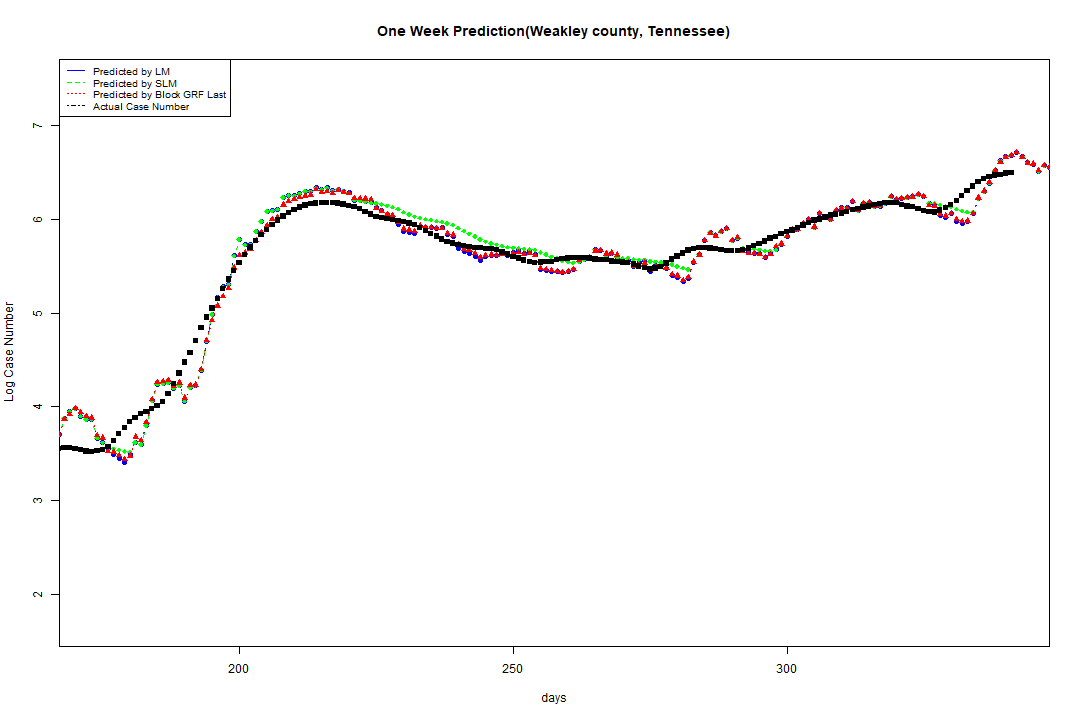 One Week Prediction(Weakley county, Tennessee)
Predicted by LM
Predicted by SLM
Predicted by Block GRF Last
Actual Case Number
7
6
5
4
3
2
Log Case Number
200 250 300
days